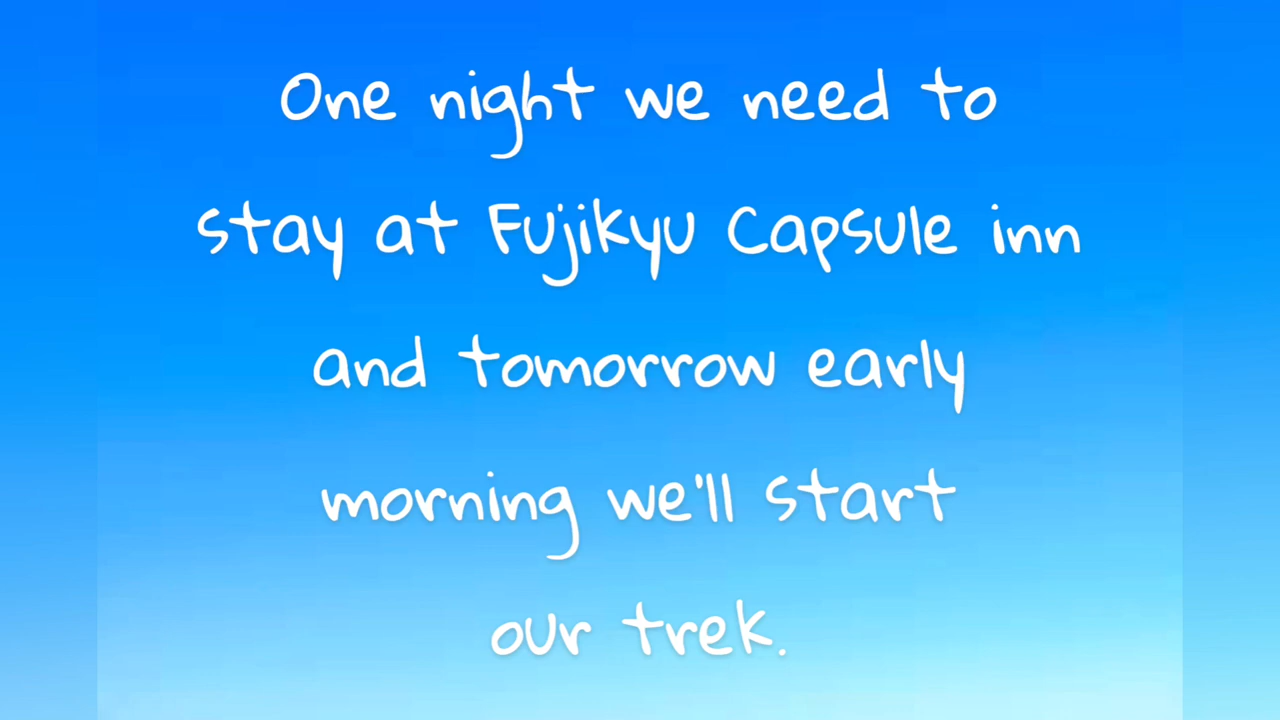 One night we need to
stay at Fujikyu Capsule inn
and tomorrow early
morning we'll start
our trek.